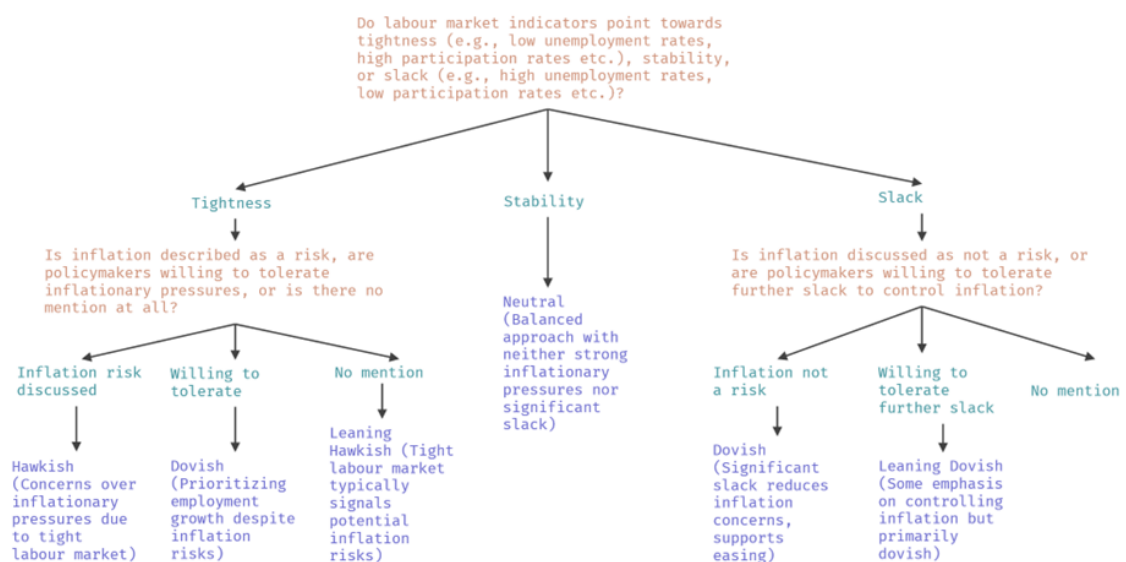 Do labour market indicators point towards
tightness (e.g., low unemployment rates,
high participation rates etc.), stability,
or slack (e.g., high unemployment rates,
low participation rates etc.)?
Tightness
Stability
Slack
Is inflation described as a risk, are
policymakers willing to tolerate
inflationary pressures, or is there no
mention at all?
Is inflation discussed as not a risk, or
are policymakers willing to tolerate
further slack to control inflation?
Neutral
(Balanced
approach with
neither strong
inflationary
pressures nor
significant
slack)
Inflation risk
discussed
Willing to
tolerate
No mention
Inflation not
a risk
Willing to
tolerate
further slack
No mention
Hawkish
(Concerns over
inflationary
pressures due
to tight
labour market)
Dovish
(Prioritizing
employment
growth despite
inflation
risks)
Leaning
Hawkish (Tight
labour market
typically
signals
potential
inflation
risks)
Dovish
(Significant
slack reduces
inflation
concerns,
supports
easing)
Leaning Dovish
(Some emphasis
on controlling
inflation but
primarily
dovish)